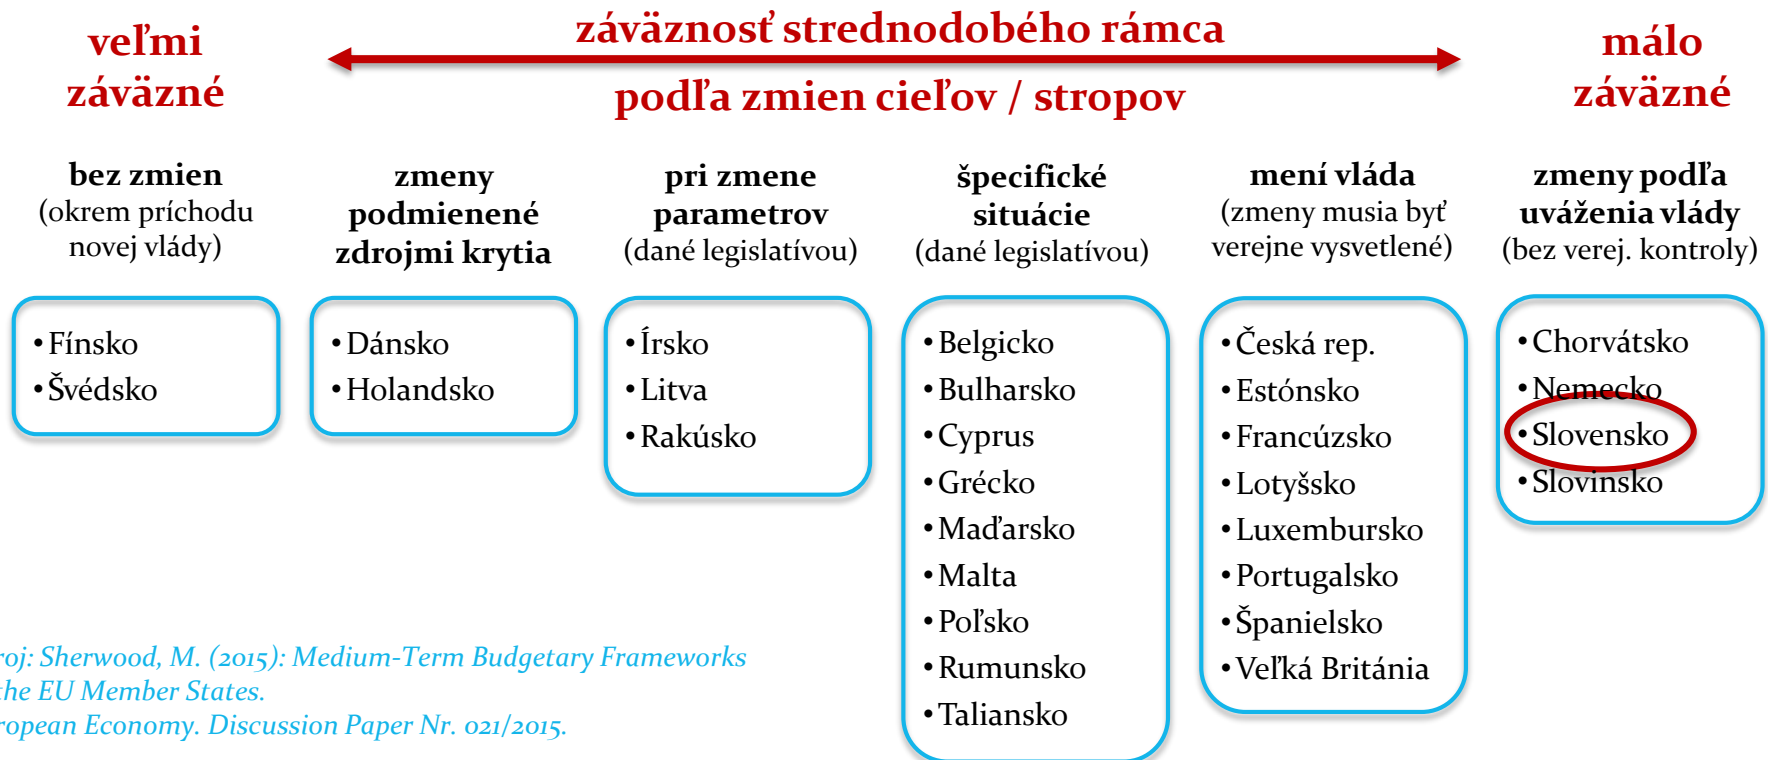 veľmi
záväzné
záväznosť strednodobého rámca
podľa zmien cieľov / stropov
málo
záväzné
bez zmien
(okrem príchodu
novej vlády)
zmeny
podmienené
zdrojmi krytia
pri zmene
parametrov
(dané legislatívou)
špecifické
situácie
(dané legislatívou)
mení vláda
(zmeny musia byť
verejne vysvetlené)
zmeny podľa
uváženia vlády
(bez verej. kontroly)
•Fínsko
•Švédsko
•Dánsko
•Holandsko
•Írsko
•Litva
•Rakúsko
•Belgicko
•Bulharsko
•Cyprus
•Grécko
•Maďarsko
•Malta
•Poľsko
•Rumunsko
•Taliansko
•Česká rep.
•Estónsko
•Francúzsko
•Lotyšsko
•Luxembursko
•Portugalsko
•Španielsko
•Veľká Británia
•Chorvátsko
•Nemecko
•Slovensko
•Slovinsko
roj: Sherwood, M. (2015): Medium-Term Budgetary Frameworks
the EU Member States.
ropean Economy. Discussion Paper Nr. 021/2015.